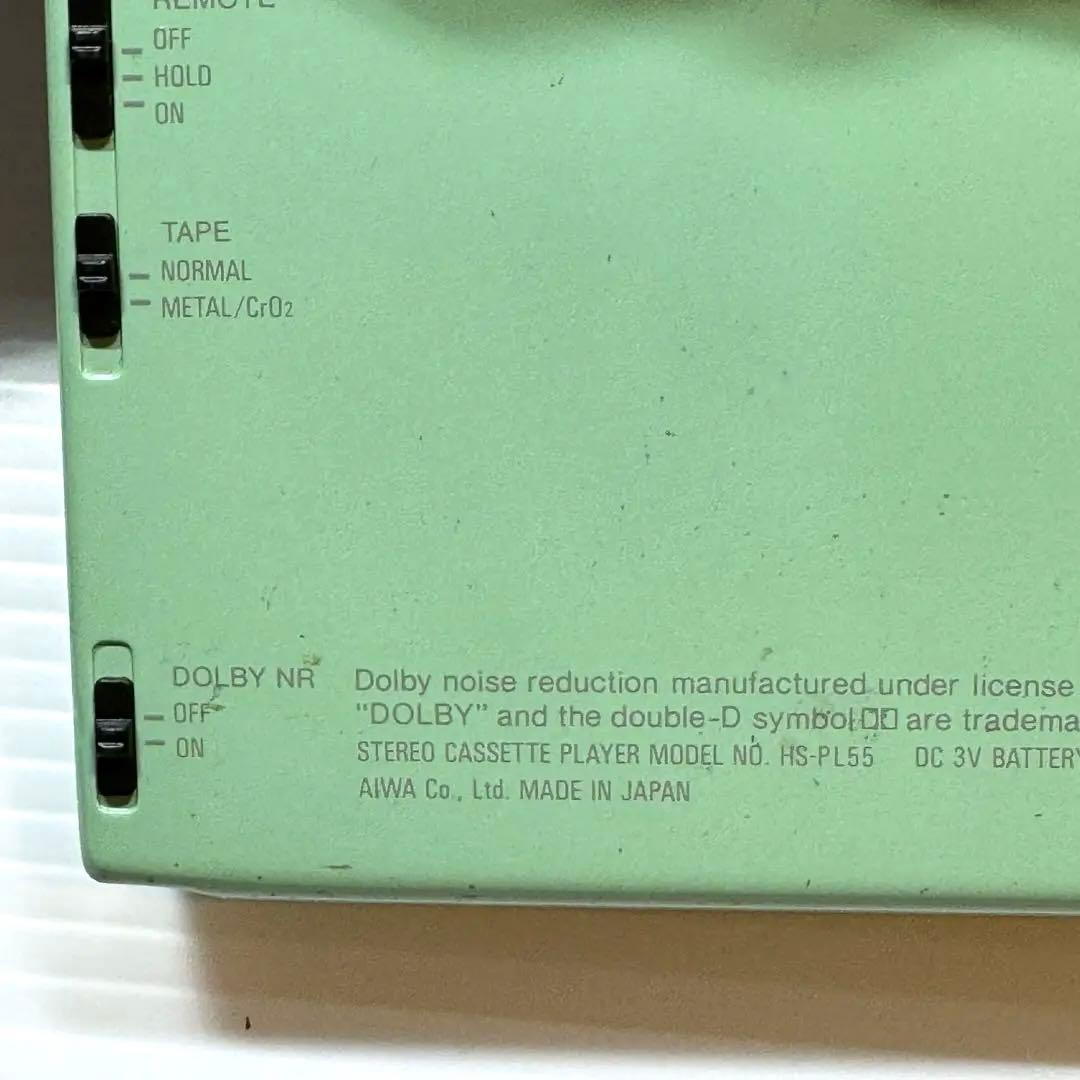 REMOTE
OFF
HOLD
ON
TAPE
NORMAL
METAL/CrO₂
DOLBY NR
OFF
ON
Dolby noise reduction manufactured under license
"DOLBY" and the double-D symbol are tradema
STEREO CASSETTE PLAYER MODEL NO. HS-PL55 DC 3V BATTERY
AIWA Co., Ltd. MADE IN JAPAN